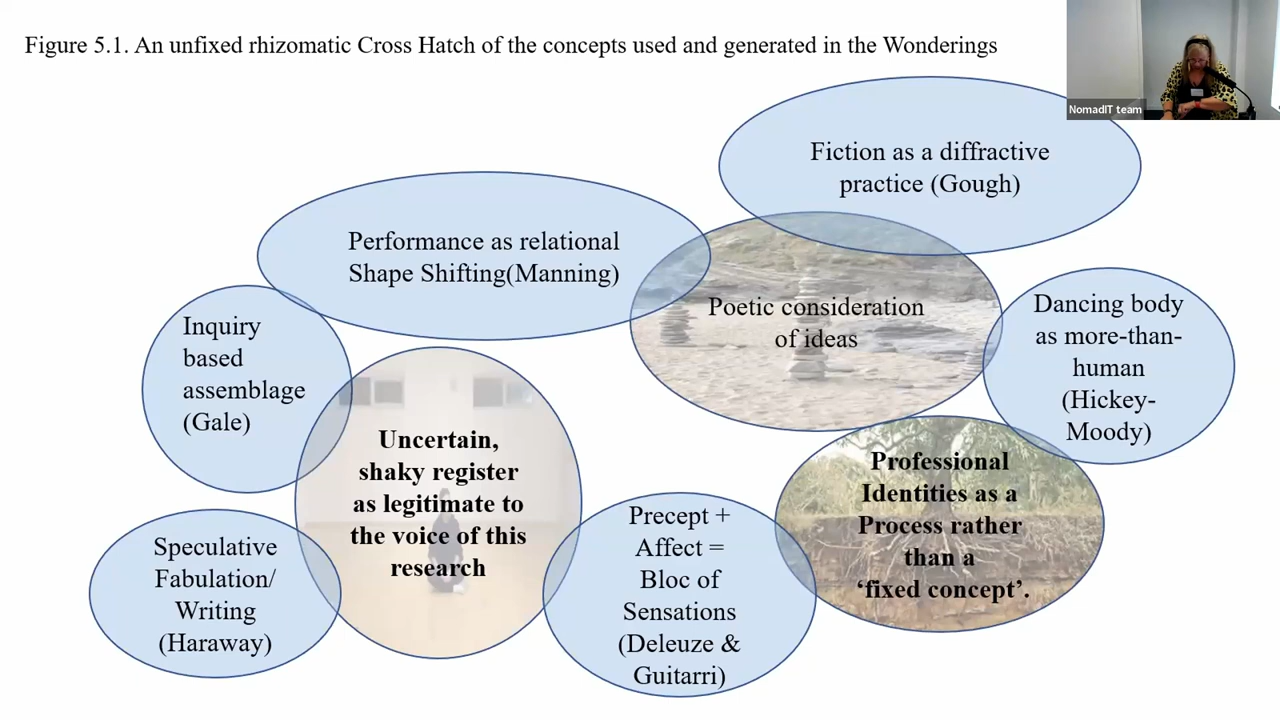 Figure 5.1. An unfixed rhizomatic Cross Hatch of the concepts used and generated in the Wonderings
NomadIT team
Fiction as a diffractive
practice (Gough)
Performance as relational
Shape Shifting(Manning)
Poetic consideration
of ideas
Dancing body
as more-than-
human
(Hickey-
Moody)
Inquiry
based
assemblage
(Gale)
Uncertain,
shaky register
as legitimate to
the voice of this
research
Professional
Identities as a
Process rather
than a
‘fixed concept’.
Speculative
Fabulation/
Writing
(Haraway)
Precept +
Affect =
Bloc of
Sensations
(Deleuze &
Guitarri)